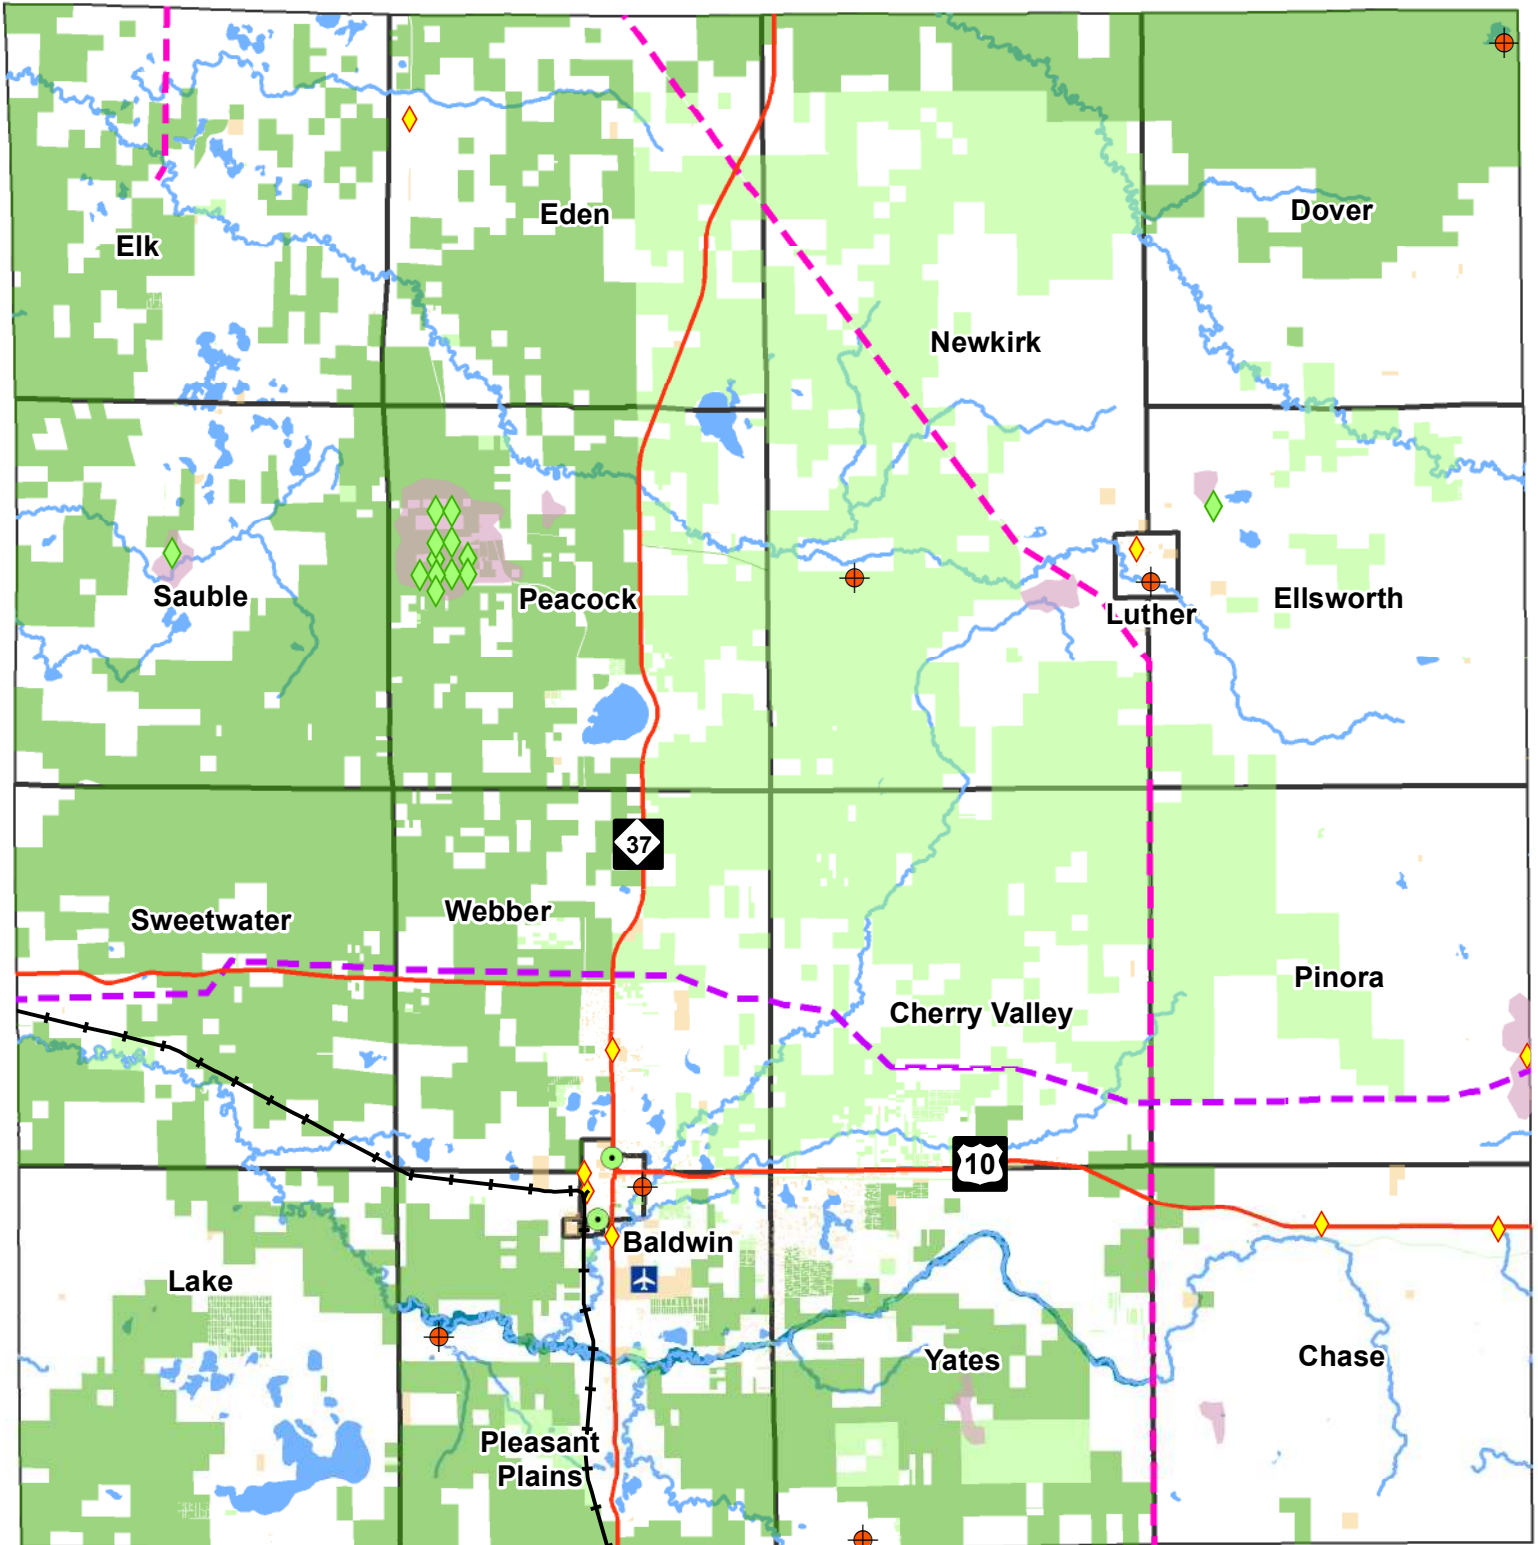 Eden
Dover
Elk
Newkirk
Sauble
Peacock
Ellsworth
Luther
37
Sweetwater
Webber
Pinora
Cherry Valley
10
Baldwin
Lake
Yates
Chase
Pleasant
Plains